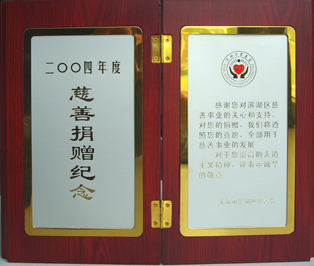 二〇〇四年度
慈善捐赠纪念
感谢您对滨湖区慈
善事业的关心和支持，
对您的捐赠，我们将遵
照您的意愿，全部用于
慈善事业的发展。
对于您崇高的人道
主义精神，谨表示诚挚
的敬意。